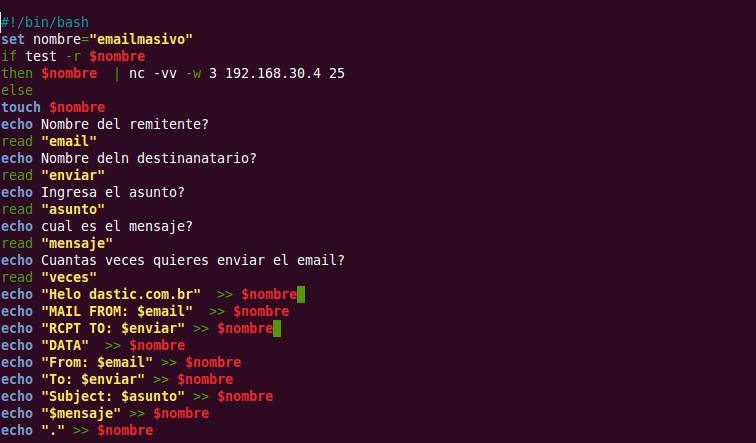 #!/bin/bash
set nombre="emailmasivo"
if test -r $nombre
then $nombre  | nc -vv -w 3 192.168.30.4 25
else
touch $nombre
echo Nombre del remitente?
read "email"
echo Nombre deln destinanatario?
read "enviar"
echo Ingresa el asunto?
read "asunto"
echo cual es el mensaje?
read "mensaje"
echo Cuantas veces quieres enviar el email?
read "veces"
echo "Helo dastic.com.br"  >> $nombre
echo "MAIL FROM: $email"  >> $nombre
echo "RCPT TO: $enviar" >> $nombre
echo "DATA"  >> $nombre
echo "From: $email" >> $nombre
echo "To: $enviar" >> $nombre
echo "Subject: $asunto" >> $nombre
echo "$mensaje" >> $nombre
echo "." >> $nombre